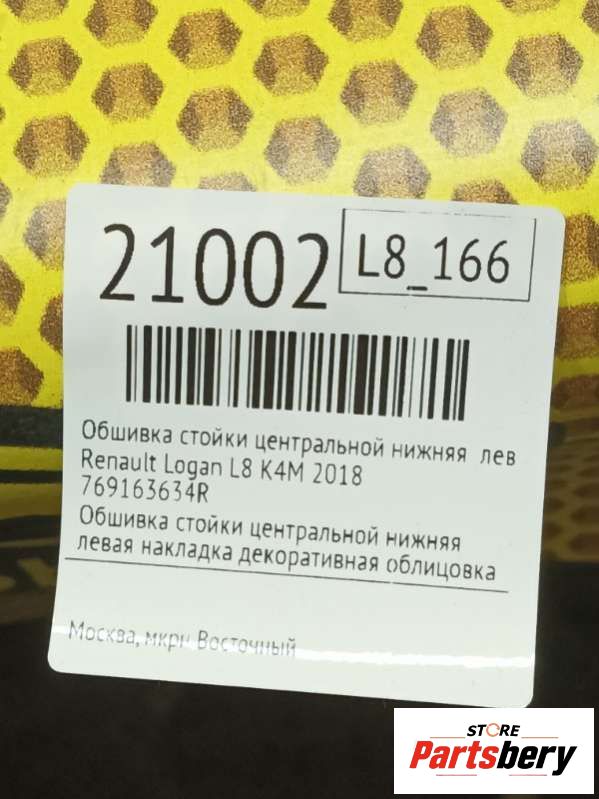 21002
L8_166
Обшивка стойки центральной нижняя лев
Renault Logan L8 K4M 2018
769163634R
Обшивка стойки центральной нижняя
левая накладка декоративная облицовка
Москва, мкрн Восточный
STORE
Partsbery